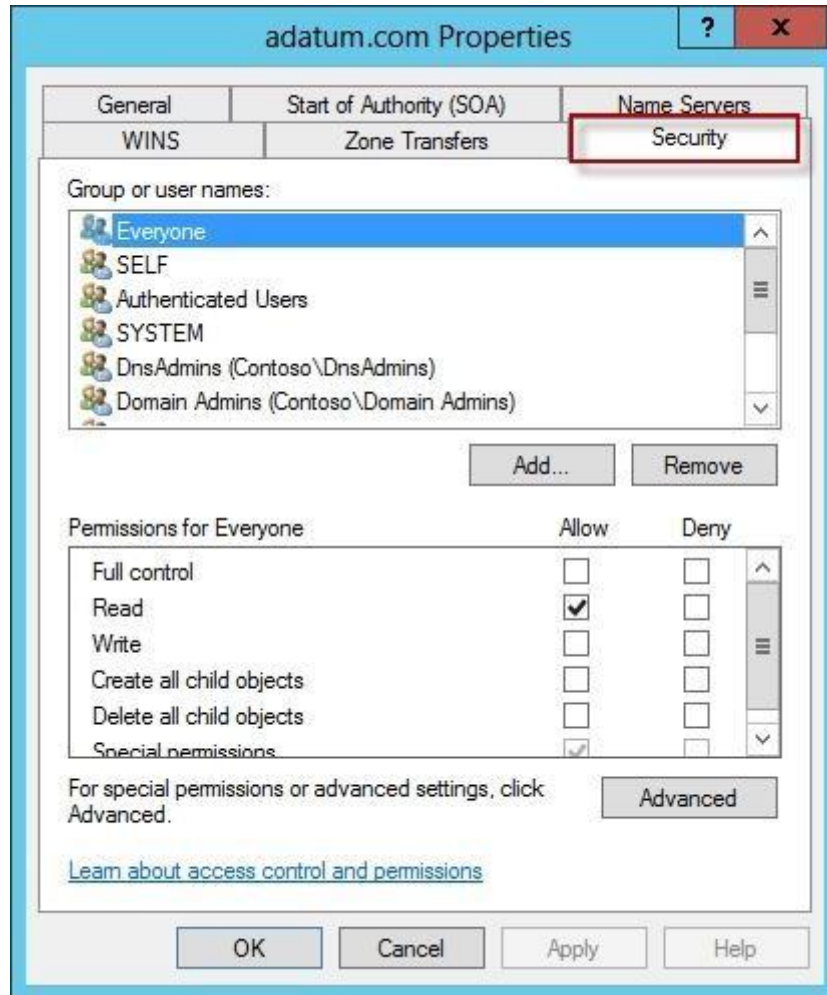 adatum.com Properties
? x
General Start of Authority (SOA) Name Servers
WINS Zone Transfers Security
Group or user names:
Everyone
SELF
Authenticated Users
SYSTEM
DnsAdmins (Contoso\DnsAdmins)
Domain Admins (Contoso\Domain Admins)
Add... Remove
Permissions for Everyone Allow Deny
Full control
Read
Write
Create all child objects
Delete all child objects
Special permissions
For special permissions or advanced settings, click
Advanced.
Advanced
Learn about access control and permissions
OK Cancel Apply Help